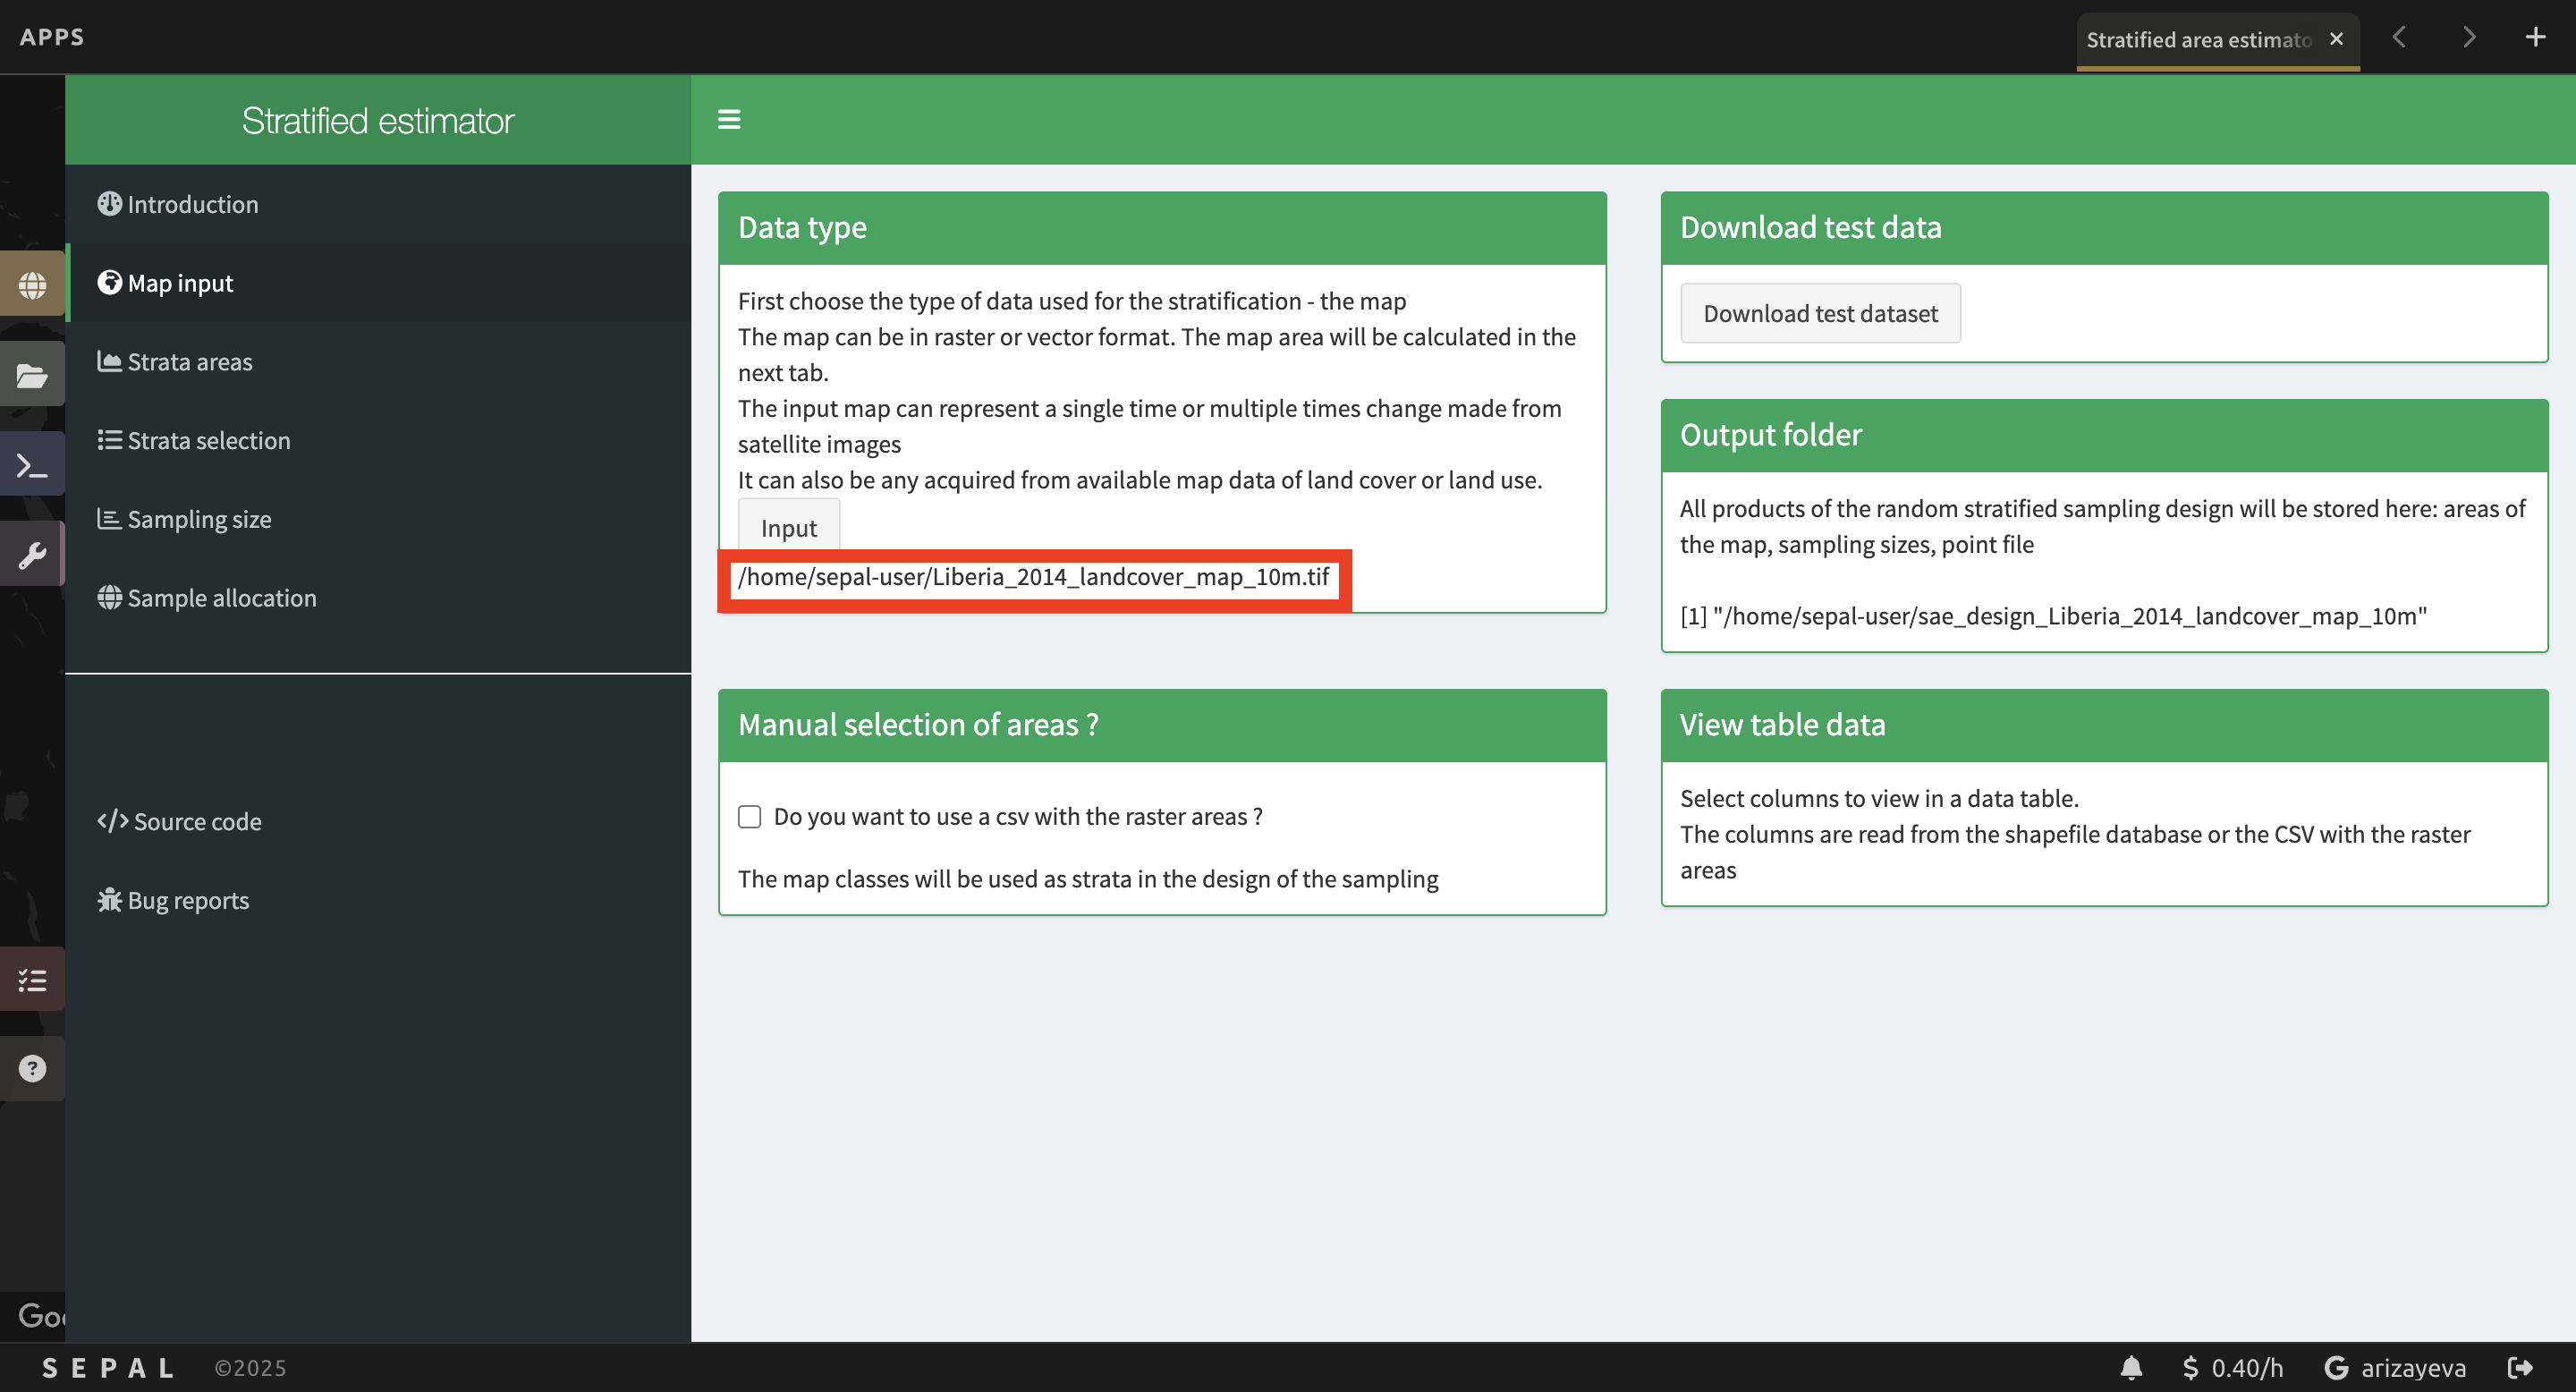 APPS
Stratified area estimato
Stratified estimator
Introduction
Map input
Strata areas
Strata selection
Sampling size
Sample allocation
Source code
Bug reports
Data type
First choose the type of data used for the stratification - the map
The map can be in raster or vector format. The map area will be calculated in the
next tab.
The input map can represent a single time or multiple times change made from
satellite images
It can also be any acquired from available map data of land cover or land use.
Input
/home/sepal-user/Liberia_2014_landcover_map_10m.tif
Download test data
Download test dataset
Output folder
All products of the random stratified sampling design will be stored here: areas of
the map, sampling sizes, point file
[1] "/home/sepal-user/sae_design_Liberia_2014_landcover_map_10m"
Manual selection of areas ?
Do you want to use a csv with the raster areas ?
The map classes will be used as strata in the design of the sampling
View table data
Select columns to view in a data table.
The columns are read from the shapefile database or the CSV with the raster
areas
Goo
SEPAL ©2025
$ 0.40/h
G arizayeva